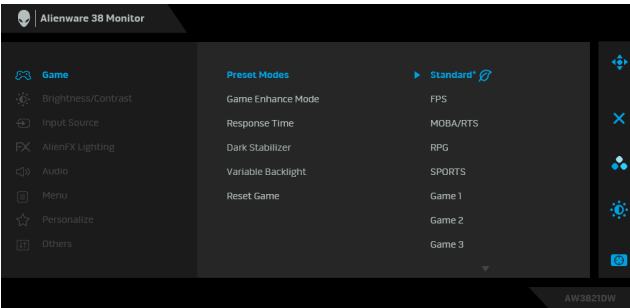 Alienware 38 Monitor
Game Preset Modes Standard*
Brightness/Contrast Game Enhance Mode FPS
Input Source Response Time MOBA/RTS
FX AlienFX Lighting Dark Stabilizer RPG
Audio Variable Backlight SPORTS
Menu Reset Game Game 1
Personalize Game 2
Others Game 3
AW3821DW